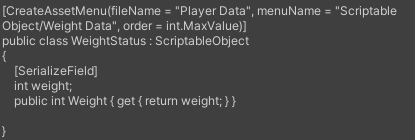 [CreateAssetMenu(fileName = "Player Data", menuName = "Scriptable
Object/Weight Data", order = int.MaxValue)]
public class WeightStatus : ScriptableObject
{
    [SerializeField]
    int weight;
    public int Weight { get { return weight; } }

}